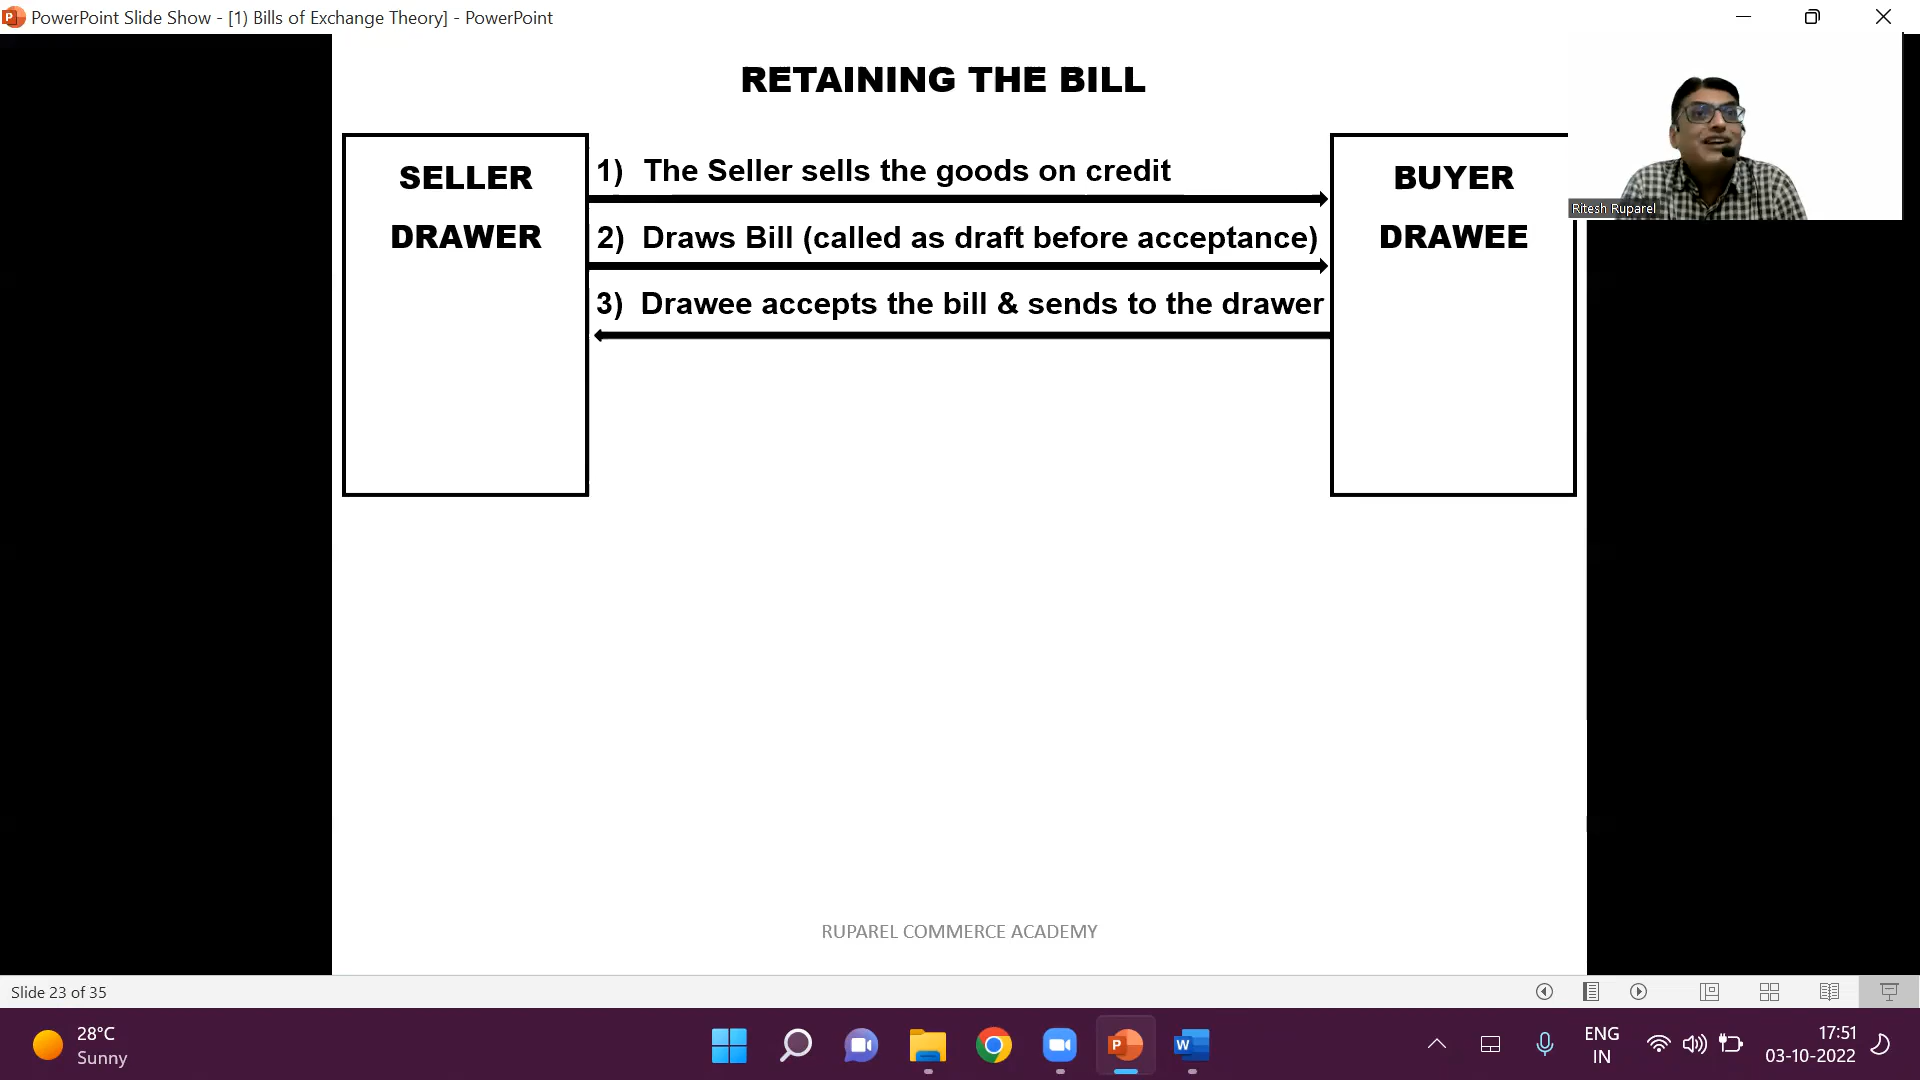 PowerPoint Slide Show - [1) Bills of Exchange Theory] - PowerPoint
RETAINING THE BILL
SELLER
DRAWER
1) The Seller sells the goods on credit
2) Draws Bill (called as draft before acceptance)
3) Drawee accepts the bill & sends to the drawer
BUYER
DRAWEE
Ritesh Ruparel
RUPAREL COMMERCE ACADEMY
Slide 23 of 35
28°C
Sunny
ENG
IN
17:51
03-10-2022